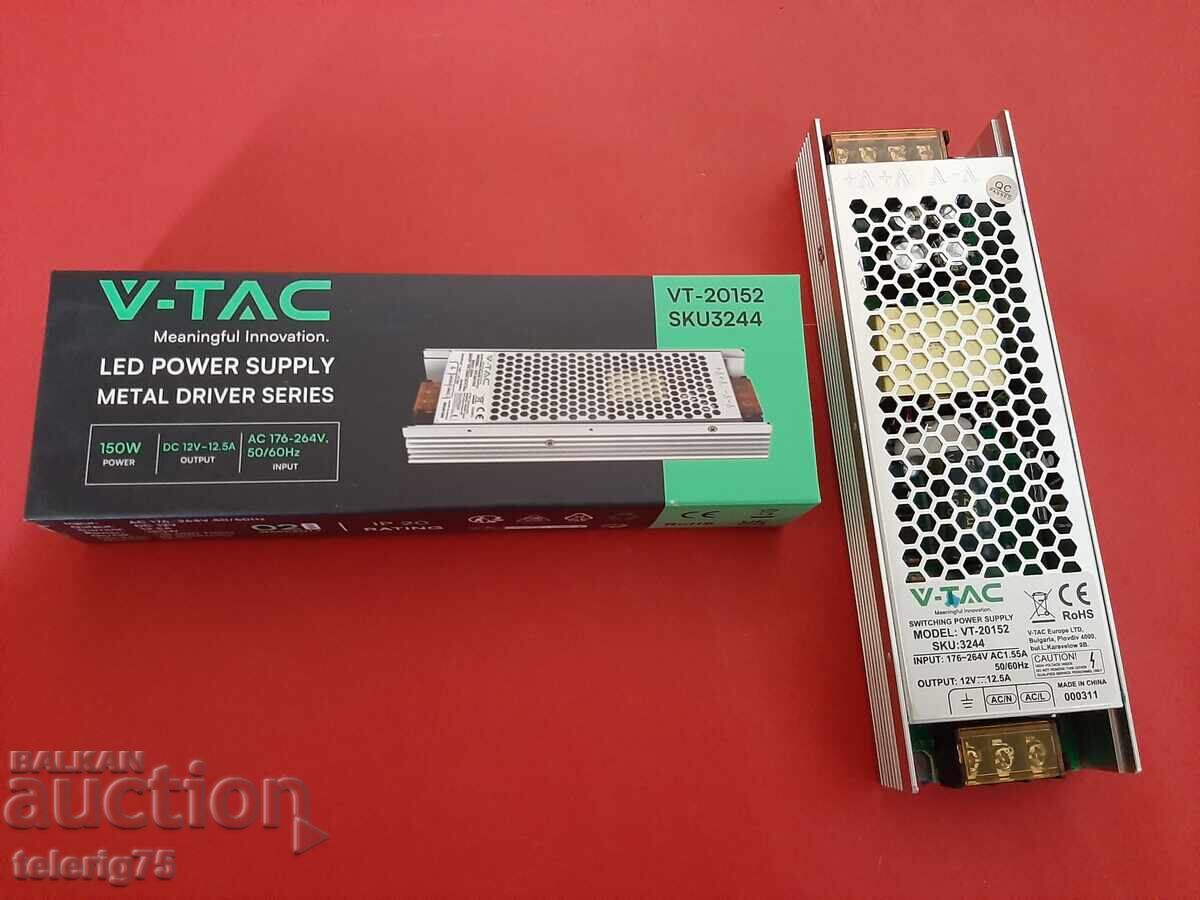 V-TAC
Meaningful Innovation.
LED POWER SUPPLY
METAL DRIVER SERIES
150W
POWER
DC 12V-12.5A
OUTPUT
AC 176-264V,
50/60Hz
INPUT
VT-20152
SKU3244
V-TAC
IP 20
RATING
RoHS
QC
+V +V -V -V
V-TAC
Meaningful Innovation.
SWITCHING POWER SUPPLY
MODEL: VT-20152
SKU:3244
INPUT: 176~264V AC1.55A
50/60Hz
OUTPUT: 12V 12.5A
AC/N AC/L
CE
RoHS
V-TAC Europe LTD,
Bulgaria, Plovdiv 4000,
bul.L.Karavelow 9B.
CAUTION!
MADE IN CHINA
000311
BALKAN
auction
telerig75